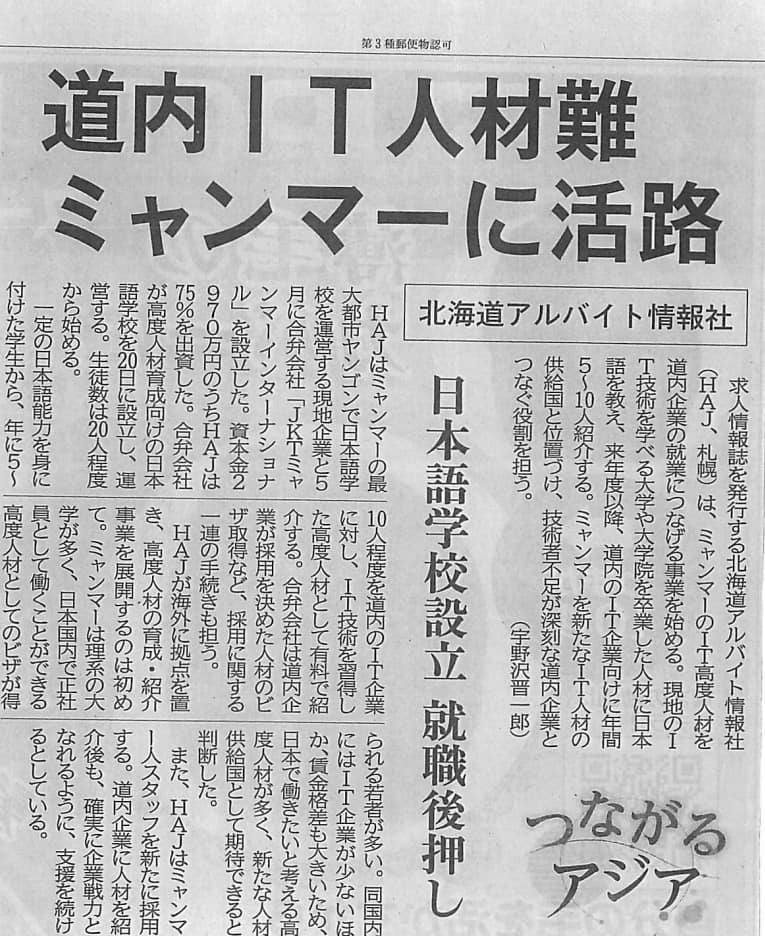 第3種郵便物認可
道内IT人材難
ミャンマーに活路
北海道アルバイト情報社
日本語学校設立 就職後押し
求人情報誌を発行する北海道アルバイト情報社
(HAJ、札幌)は、ミャンマーのIT高度人材を
道内企業の就業につなげる事業を始める。現地のI
T技術を学べる大学や大学院を卒業した人材に日本
語を教え、来年度以降、道内のIT企業向けに年間
5~10人紹介する。ミャンマーを新たなIT人材の
供給国と位置づけ、技術者不足が深刻な道内企業と
つなぐ役割を担う。
(宇野沢晋一郎)
HAJはミャンマーの最
大都市ヤンゴンで日本語学
校を運営する現地企業と5
月に合弁会社「JKTミャ
ンマーインターナショナ
ル」を設立した。資本金2
970万円のうちHAJは
75%を出資した。合弁会社
が高度人材育成向けの日本
語学校を20日に設立し、運
営する。生徒数は20人程度
から始める。
一定の日本語能力を身に
付けた学生から、年に5~
10人程度を道内のIT企業
に対し、IT技術を習得し
た高度人材として有料で紹
介する。合弁会社は道内企
業が採用を決めた人材のビ
ザ取得など、採用に関する
一連の手続きも担う。
HAJが海外に拠点を置
き、高度人材の育成・紹介
事業を展開するのは初め
て。ミャンマーは理系の大
学が多く、日本国内で正社
員として働くことができる
高度人材としてのビザが得
られる若者が多い。同国内
にはIT企業が少ないほ
か、賃金格差も大きいため、
日本で働きたいと考える高
度人材が多く、新たな人材
供給国として期待できると
判断した。
また、HAJはミャンマ
ー人スタッフを新たに採用
する。道内企業に人材を紹
介後も、確実に企業戦力と
なれるように、支援を続け
るとしている。
つながる
アジア